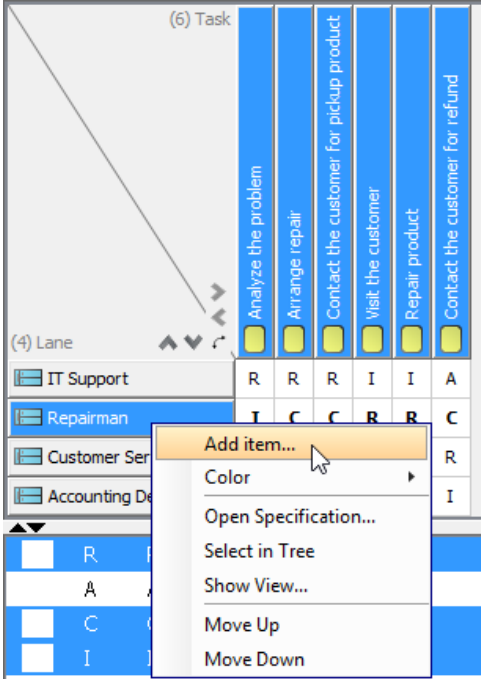 (6) Task
Analyze the problem
Arrange repair
Contact the customer for pickup product
Visit the customer
Repair product
Contact the customer for refund
(4) Lane
IT Support R R R I I A
Repairman I C C R R C
Customer Ser R
Accounting De I
Add item...
Color
Open Specification...
Select in Tree
Show View...
Move Up
Move Down
R
A
C
I